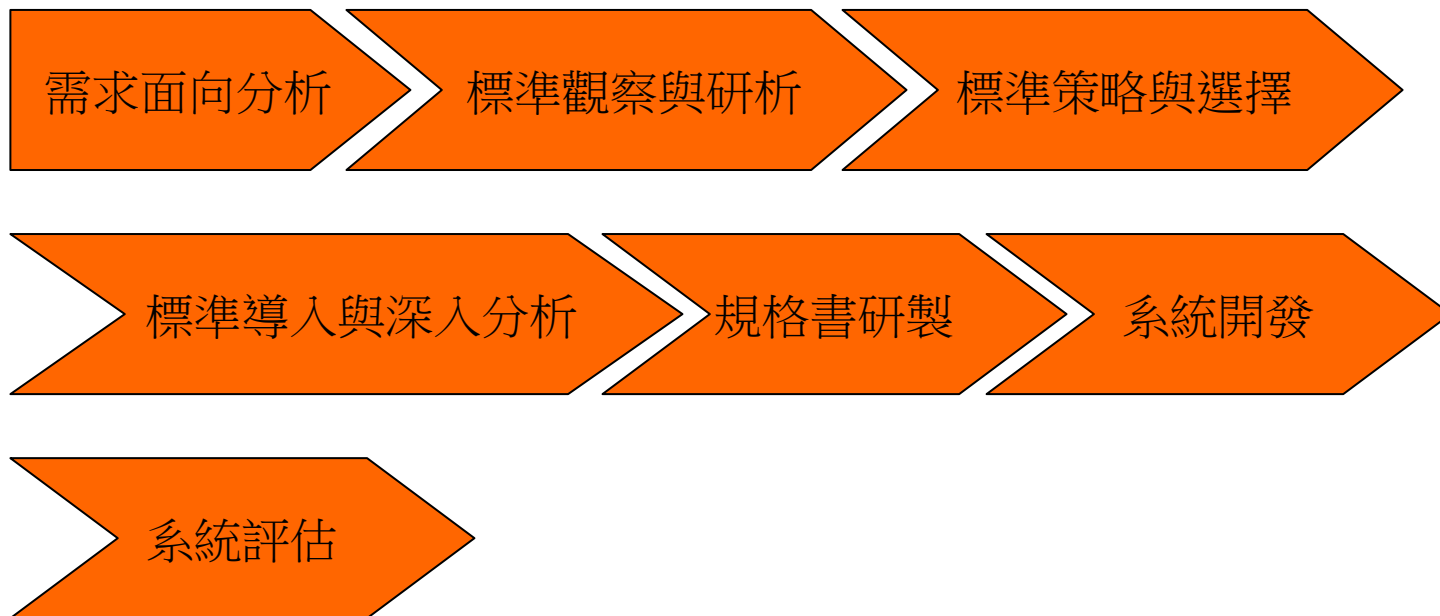 需求面向分析
標準觀察與研析
標準策略與選擇
標準導入與深入分析
規格書研製
系統開發
系統評估